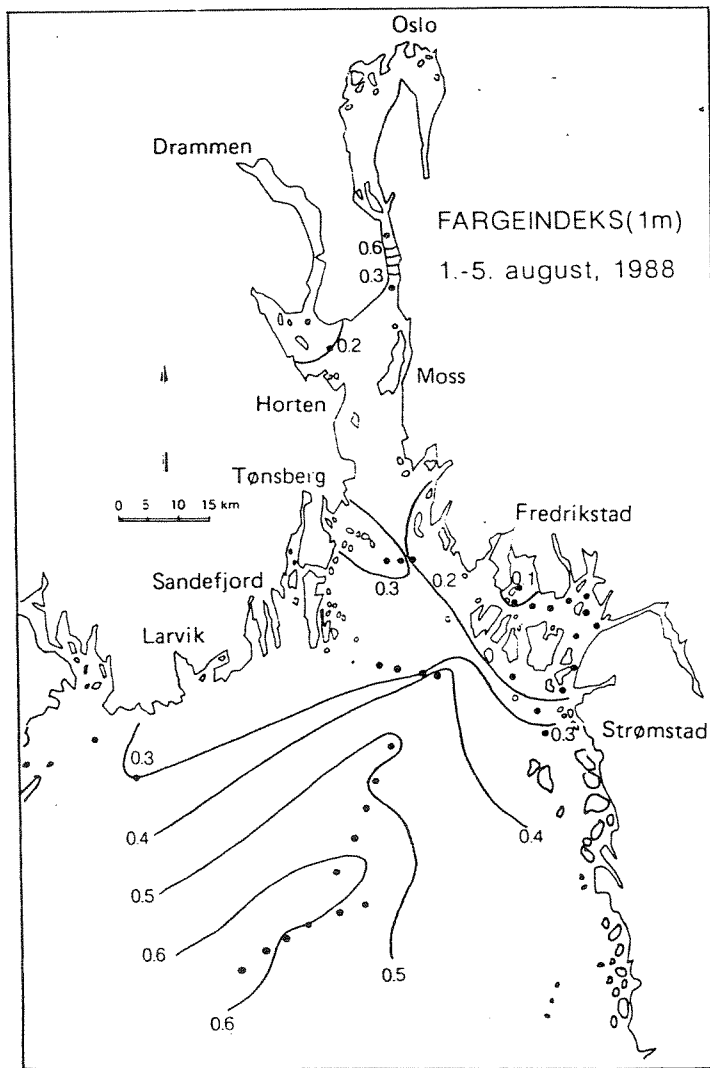 Oslo
Drammen
FARGEINDEKS(1m)
1.-5. august, 1988
0.6
0.3
0.2
Moss
Horten
Tønsberg
0 5 10 15 km
Fredrikstad
0.1
0.2
0.3
Sandefjord
Larvik
Strømstad
0.3
0.3
0.4
0.4
0.5
0.6
0.5
0.6